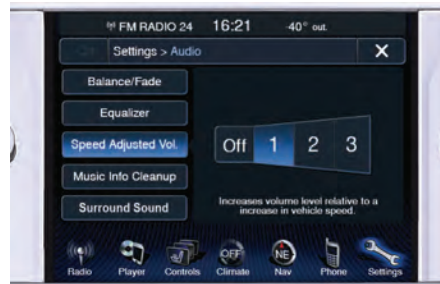 FM RADIO 24 16:21 -40° out.
Settings > Audio X
Balance/Fade
Equalizer
Speed Adjusted Vol.
Music Info Cleanup
Surround Sound
Off 1 2 3
Increases volume level relative to a
increase in vehicle speed.
OFF NE
Radio Player Controls Climate Nav Phone Settings